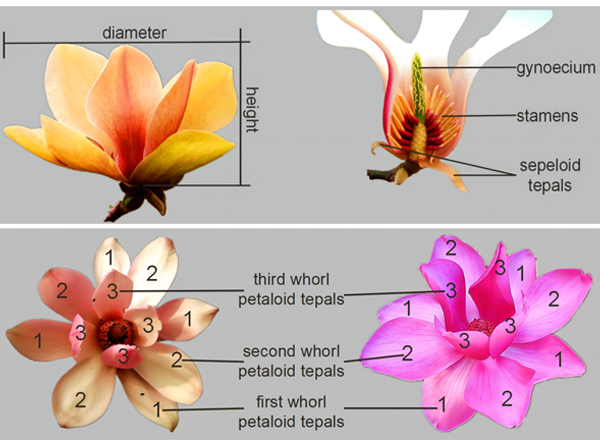 diameter
height
gynoecium
stamens
sepeloid
tepals
1
2
2
3
1
3
3
1
3
2
2
1
third whorl
petaloid tepals
second whorl
petaloid tepals
first whorl
petaloid tepals
2
3
1
3
2
1
3
3
2
1
2
1